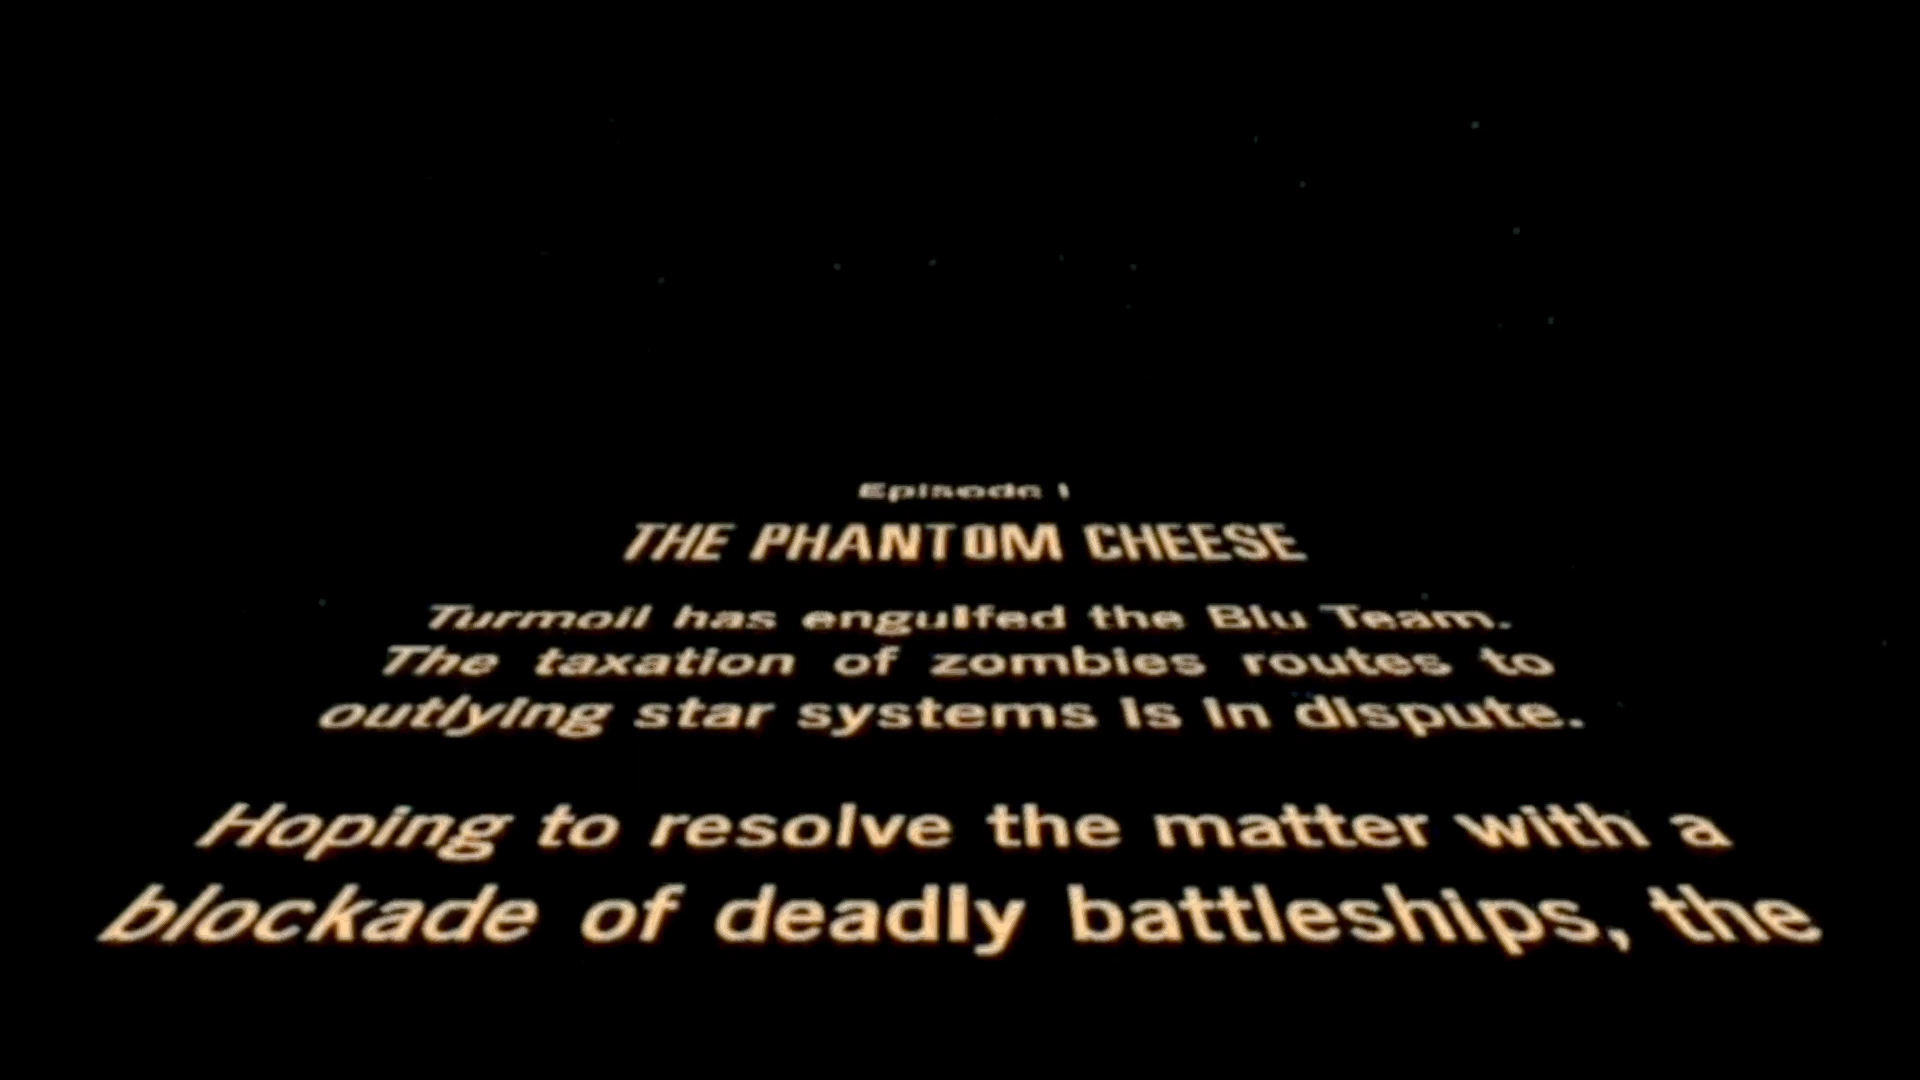 Episode I
THE PHANTOM CHEESE
Turmoil has engulfed the Blu Team.
The taxation of zombies routes to
outlying star systems is in dispute.
Hoping to resolve the matter with a
blockade of deadly battleships, the